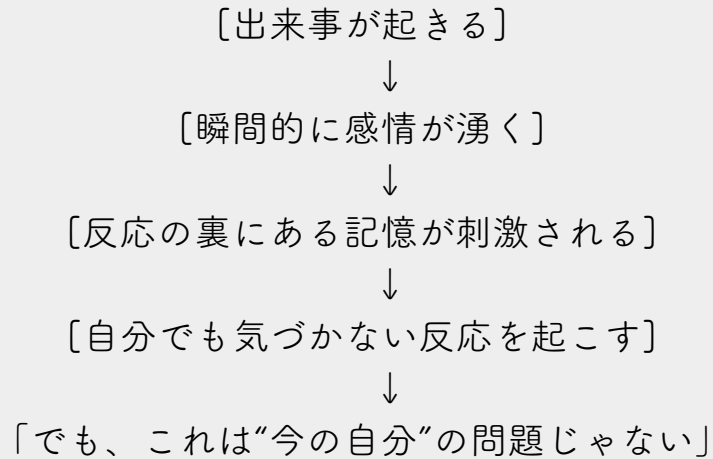 [出来事が起きる]
↓
[瞬間的に感情が湧く]
↓
[反応の裏にある記憶が刺激される]
↓
[自分でも気づかない反応を起こす]
↓
「でも、これは“今の自分”の問題じゃない」